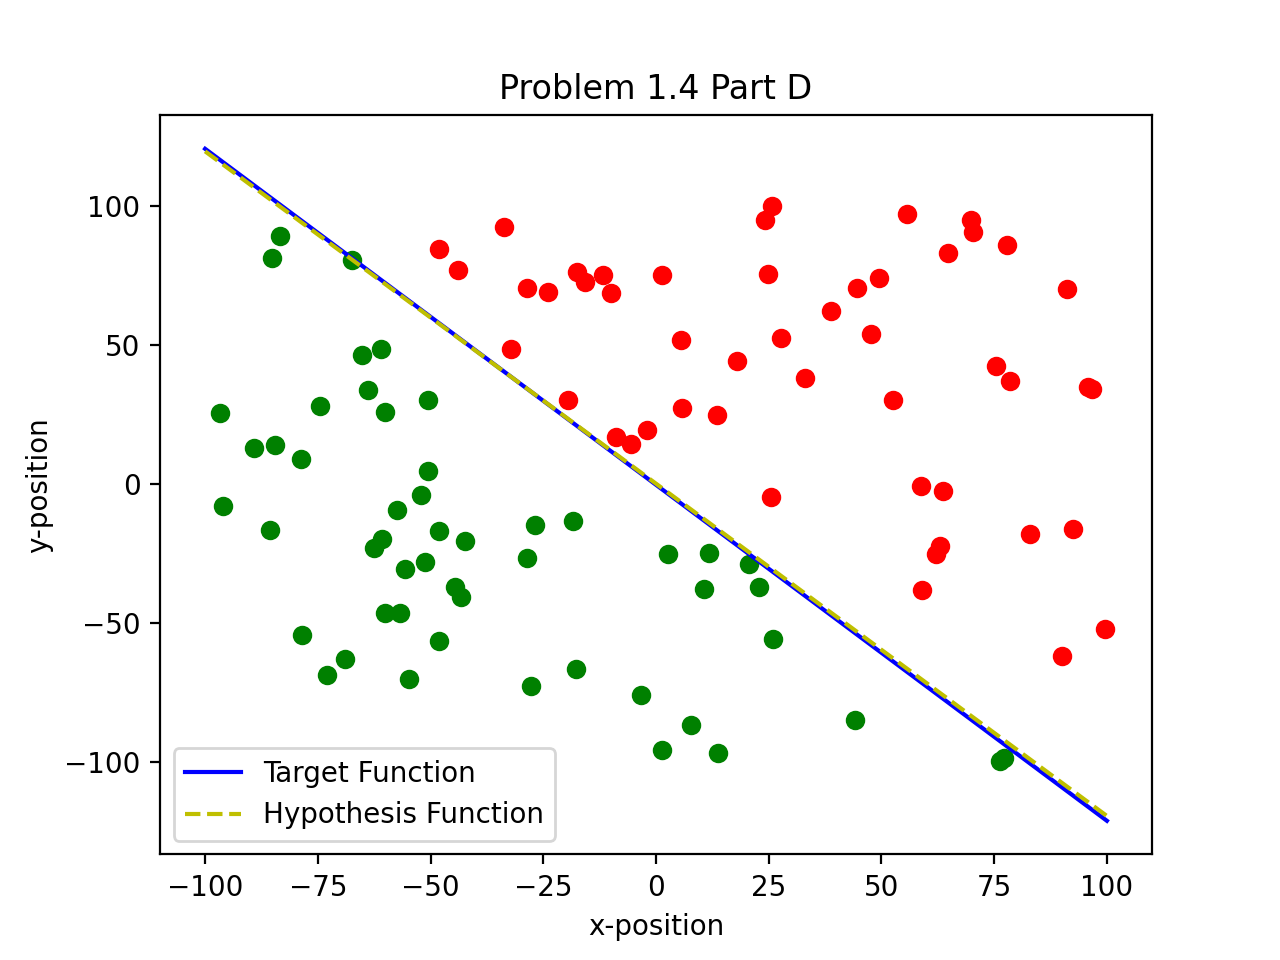 Problem 1.4 Part D
100
50
0
−50
−100
y-position
Target Function
Hypothesis Function
−100 −75 −50 −25 0 25 50 75 100
x-position